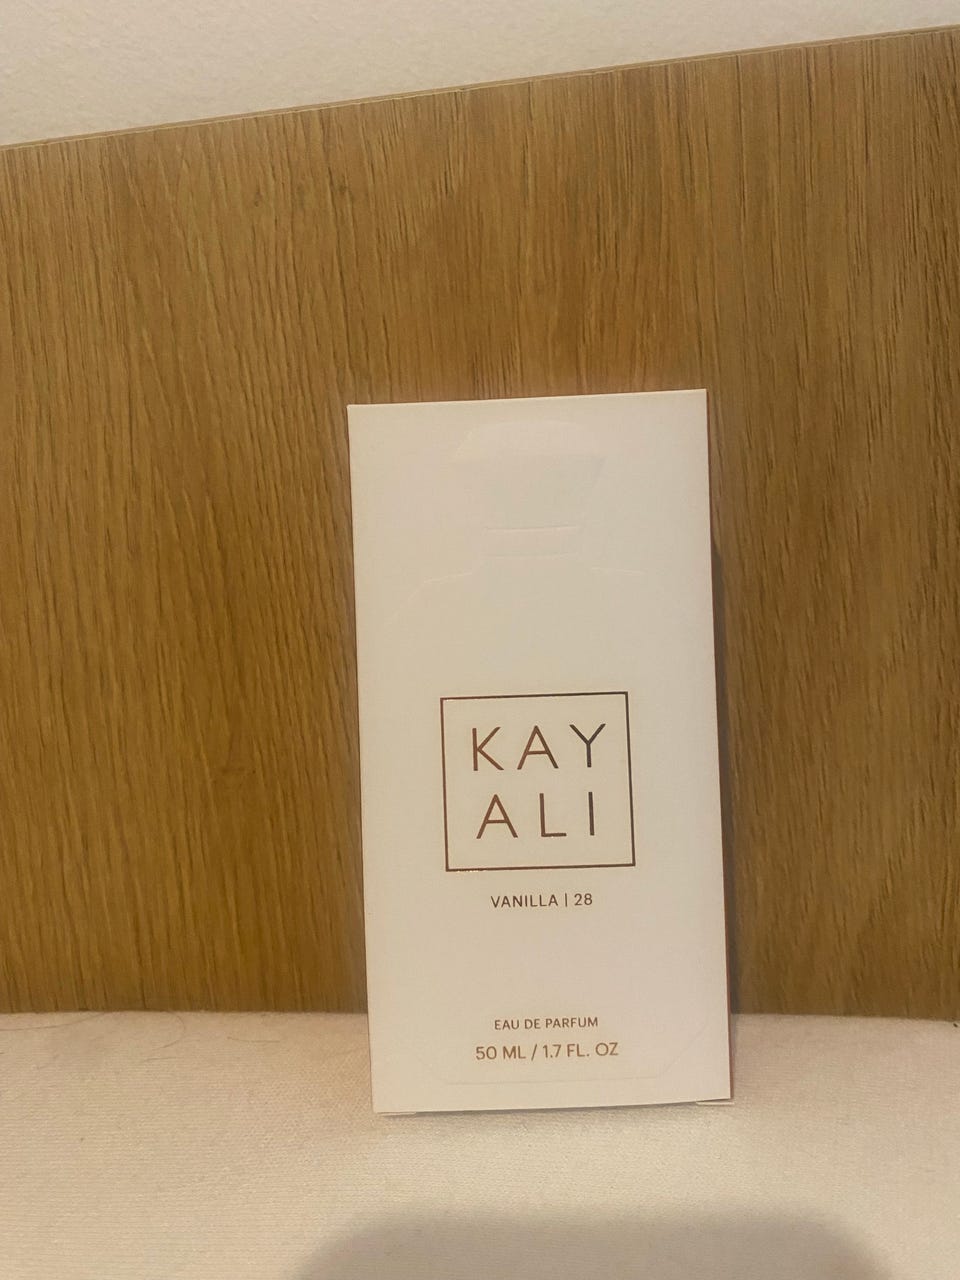 KAY
ALI
VANILLA | 28
EAU DE PARFUM
50 ML / 1.7 FL. OZ